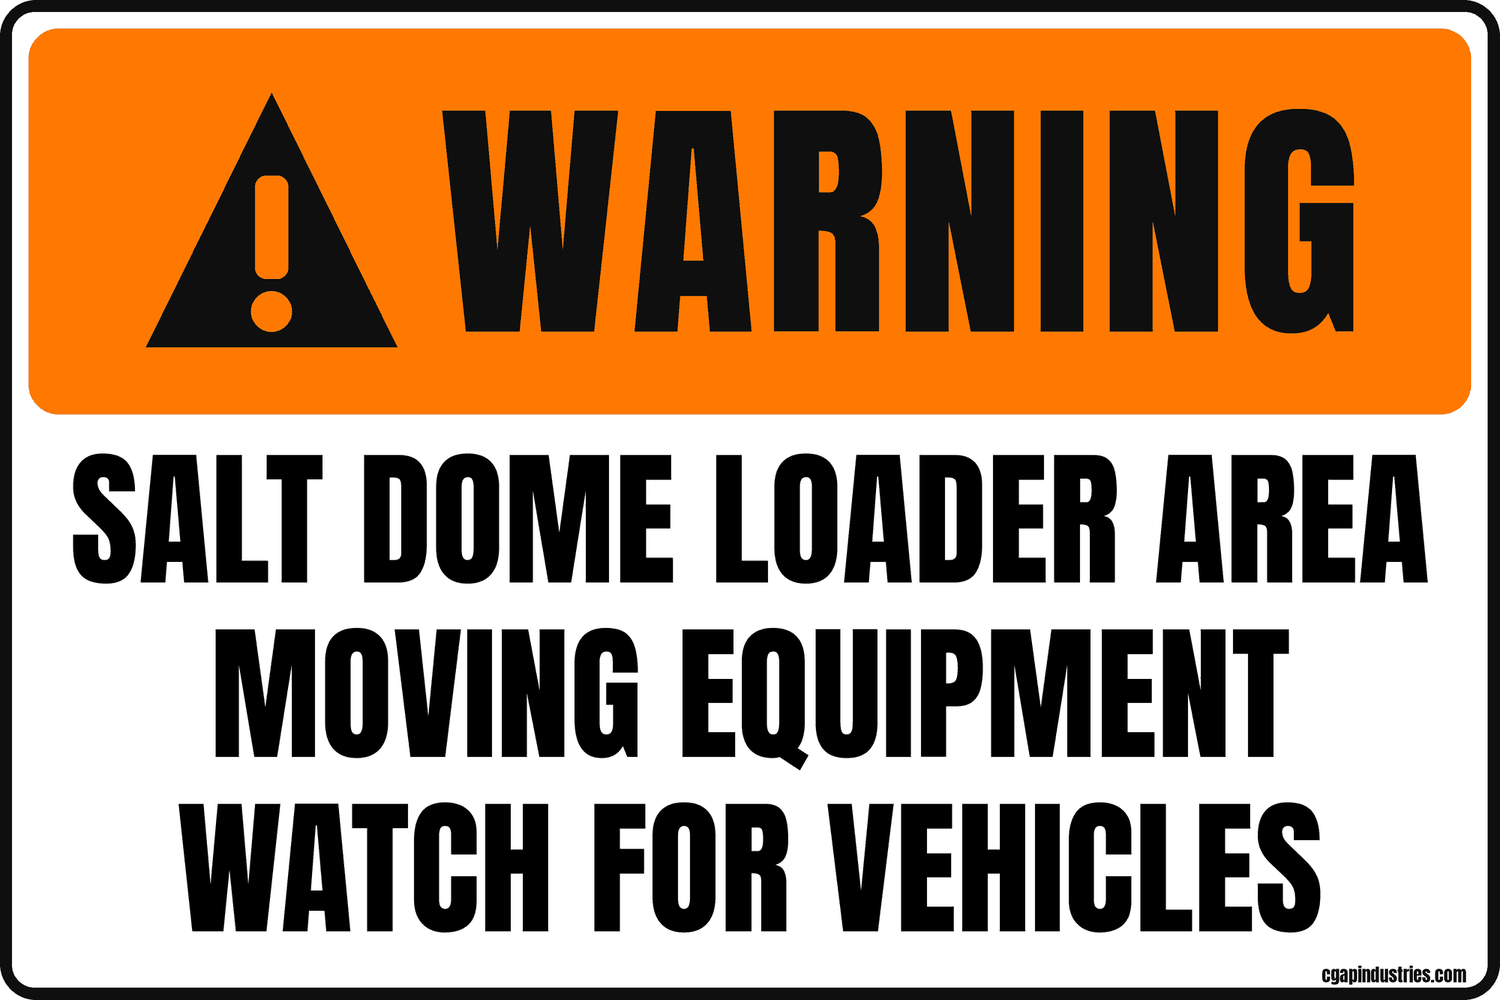 WARNING
SALT DOME LOADER AREA
MOVING EQUIPMENT
WATCH FOR VEHICLES
cgapindustries.com